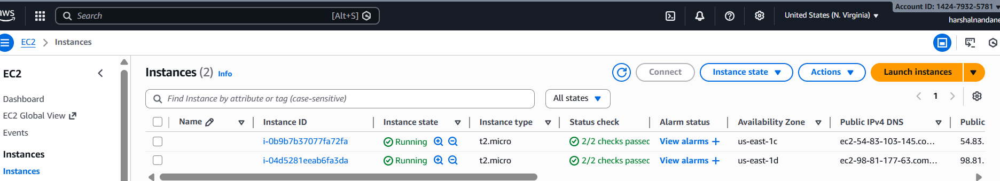 aws
Search
[Alt+S]
United States (N. Virginia)
Account ID: 1424-7932-5781
harshalnandane
EC2 Instances
EC2
Dashboard
EC2 Global View
Events
Instances
Instances
Instances (2) Info
Connect
Instance state
Actions
Launch instances
Find Instance by attribute or tag (case-sensitive)
All states
1
Name Instance ID Instance state Instance type Status check Alarm status Availability Zone Public IPv4 DNS Public
i-0b9b7b37077fa72fa Running t2.micro 2/2 checks passec View alarms + us-east-1c ec2-54-83-103-145.co... 54.83.
i-04d5281eeab6fa3da Running t2.micro 2/2 checks passec View alarms + us-east-1d ec2-98-81-177-63.com... 98.81.